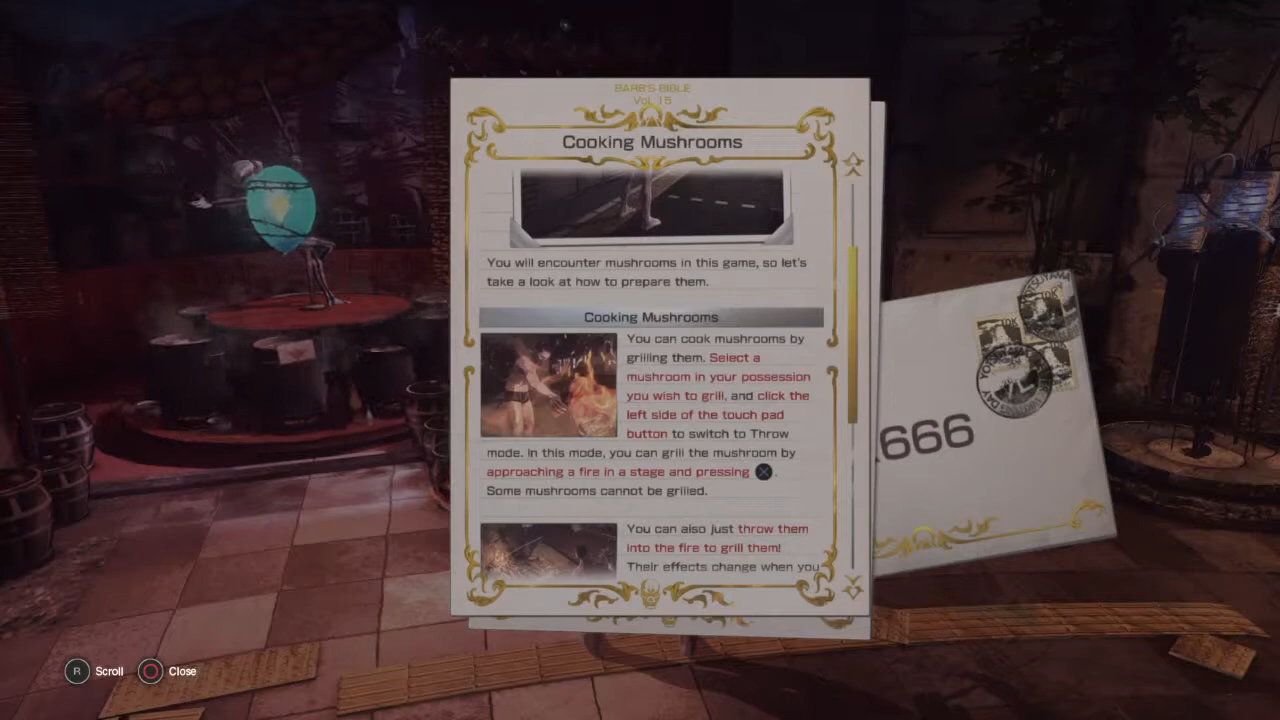 BARB'S BIBLE
Vol. 15
Cooking Mushrooms
You will encounter mushrooms in this game, so let's
take a look at how to prepare them.
Cooking Mushrooms
You can cook mushrooms by
grilling them. Select a
mushroom in your possession
you wish to grill, and click the
left side of the touch pad
button to switch to Throw
mode. In this mode, you can grill the mushroom by
approaching a fire in a stage and pressing .
Some mushrooms cannot be grilled.
You can also just throw them
into the fire to grill them!
Their effects change when you
666
R Scroll Close